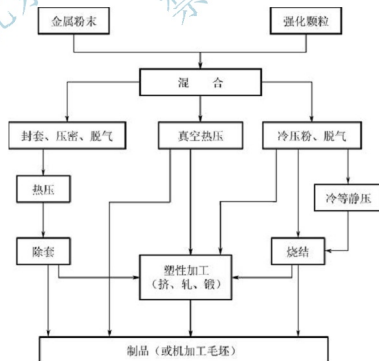 金属粉末
强化颗粒
混 合
封套、压密、脱气
真空热压
冷压粉、脱气
热压
冷等静压
除套
塑性加工
(挤、轧、锻)
烧结
制品(或机加工毛坯)